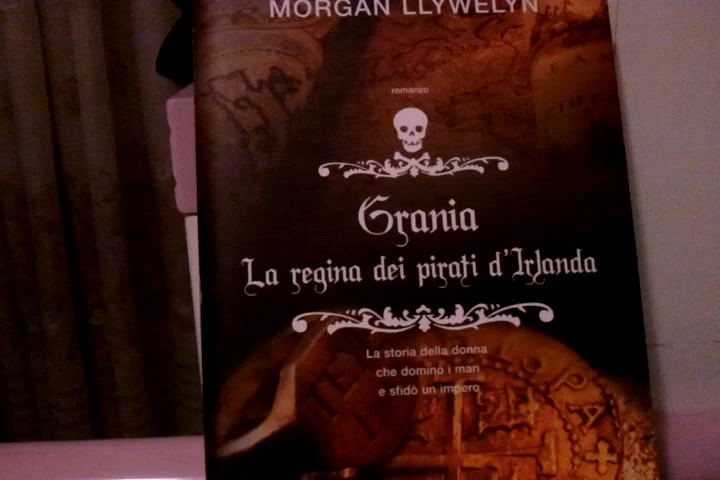 MORGAN LLYWELYN
romanzo
Grania
La regina dei pirati d'Irlanda
La storia della donna
che dominò i mari
e sfidò un impero